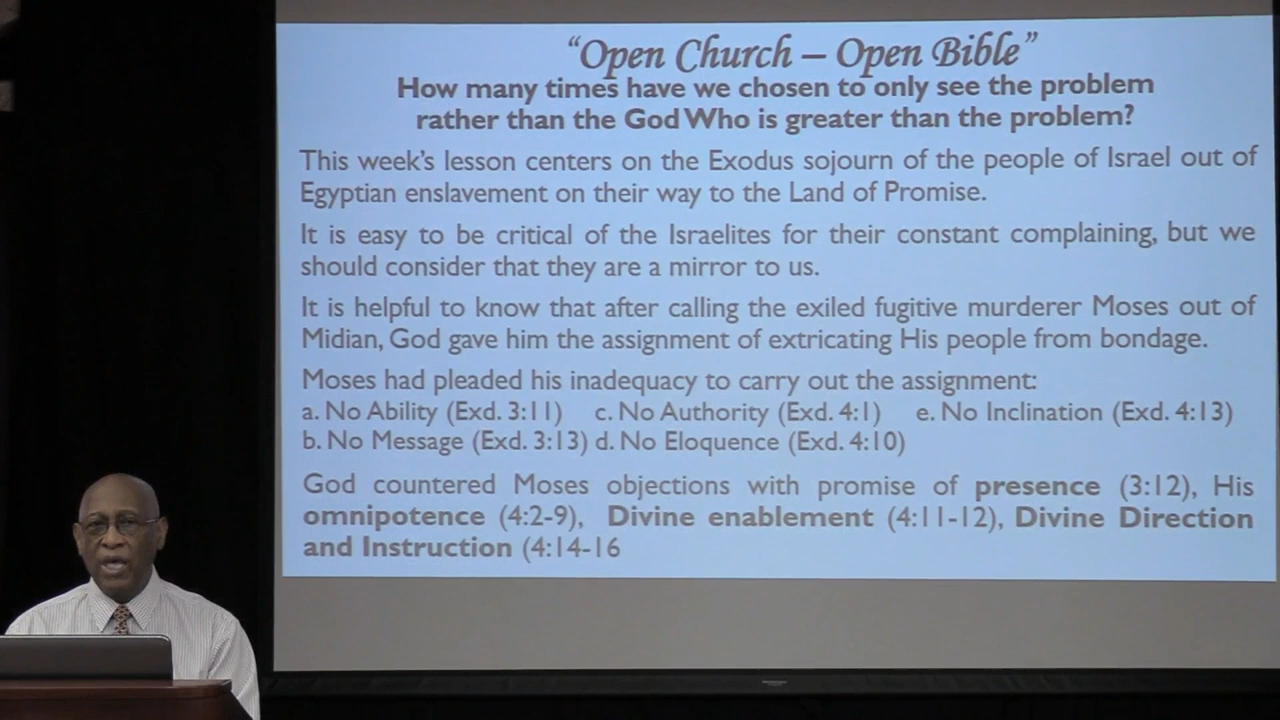 “Open Church – Open Bible”
How many times have we chosen to only see the problem
rather than the God Who is greater than the problem?
This week’s lesson centers on the Exodus sojourn of the people of Israel out of
Egyptian enslavement on their way to the Land of Promise.
It is easy to be critical of the Israelites for their constant complaining, but we
should consider that they are a mirror to us.
It is helpful to know that after calling the exiled fugitive murderer Moses out of
Midian, God gave him the assignment of extricating His people from bondage.
Moses had pleaded his inadequacy to carry out the assignment:
a. No Ability (Exd. 3:11) c. No Authority (Exd. 4:1) e. No Inclination (Exd. 4:13)
b. No Message (Exd. 3:13) d. No Eloquence (Exd. 4:10)
God countered Moses objections with promise of presence (3:12), His
omnipotence (4:2-9), Divine enablement (4:11-12), Divine Direction
and Instruction (4:14-16